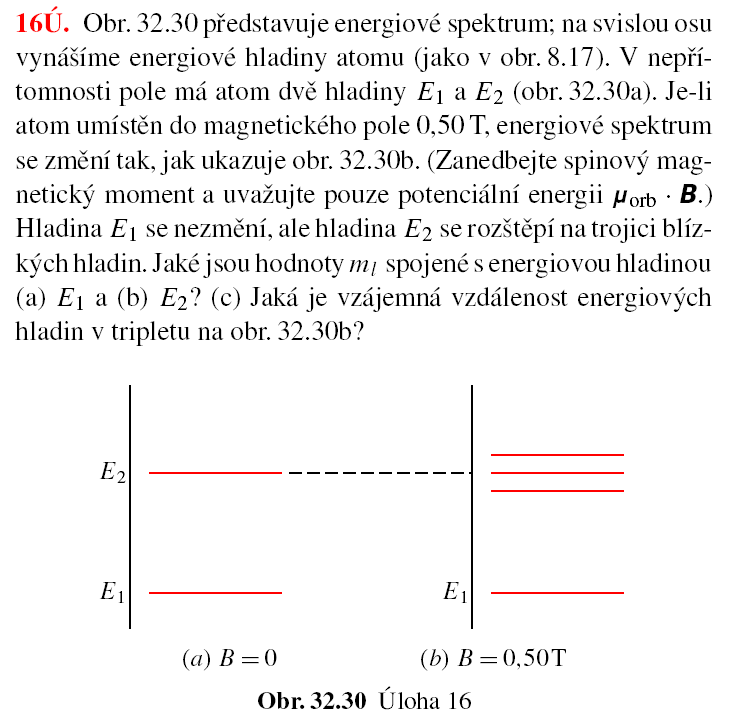 16Ú. Obr. 32.30 představuje energiové spektrum; na svislou osu
vynášíme energiové hladiny atomu (jako v obr. 8.17). V nepří-
tomnosti pole má atom dvě hladiny E₁ a E₂ (obr. 32.30a). Je-li
atom umístěn do magnetického pole 0,50 T, energiové spektrum
se změní tak, jak ukazuje obr. 32.30b. (Zanedbejte spinový mag-
netický moment a uvažujte pouze potenciální energii μ_orb · B.)
Hladina E₁ se nezmění, ale hladina E₂ se rozštěpí na trojici blíz-
kých hladin. Jaké jsou hodnoty m_l spojené s energiovou hladinou
(a) E₁ a (b) E₂? (c) Jaká je vzájemná vzdálenost energiových
hladin v tripletu na obr. 32.30b?
E₂
E₁
E₁
(a) B = 0
(b) B = 0,50T
Obr. 32.30 Úloha 16